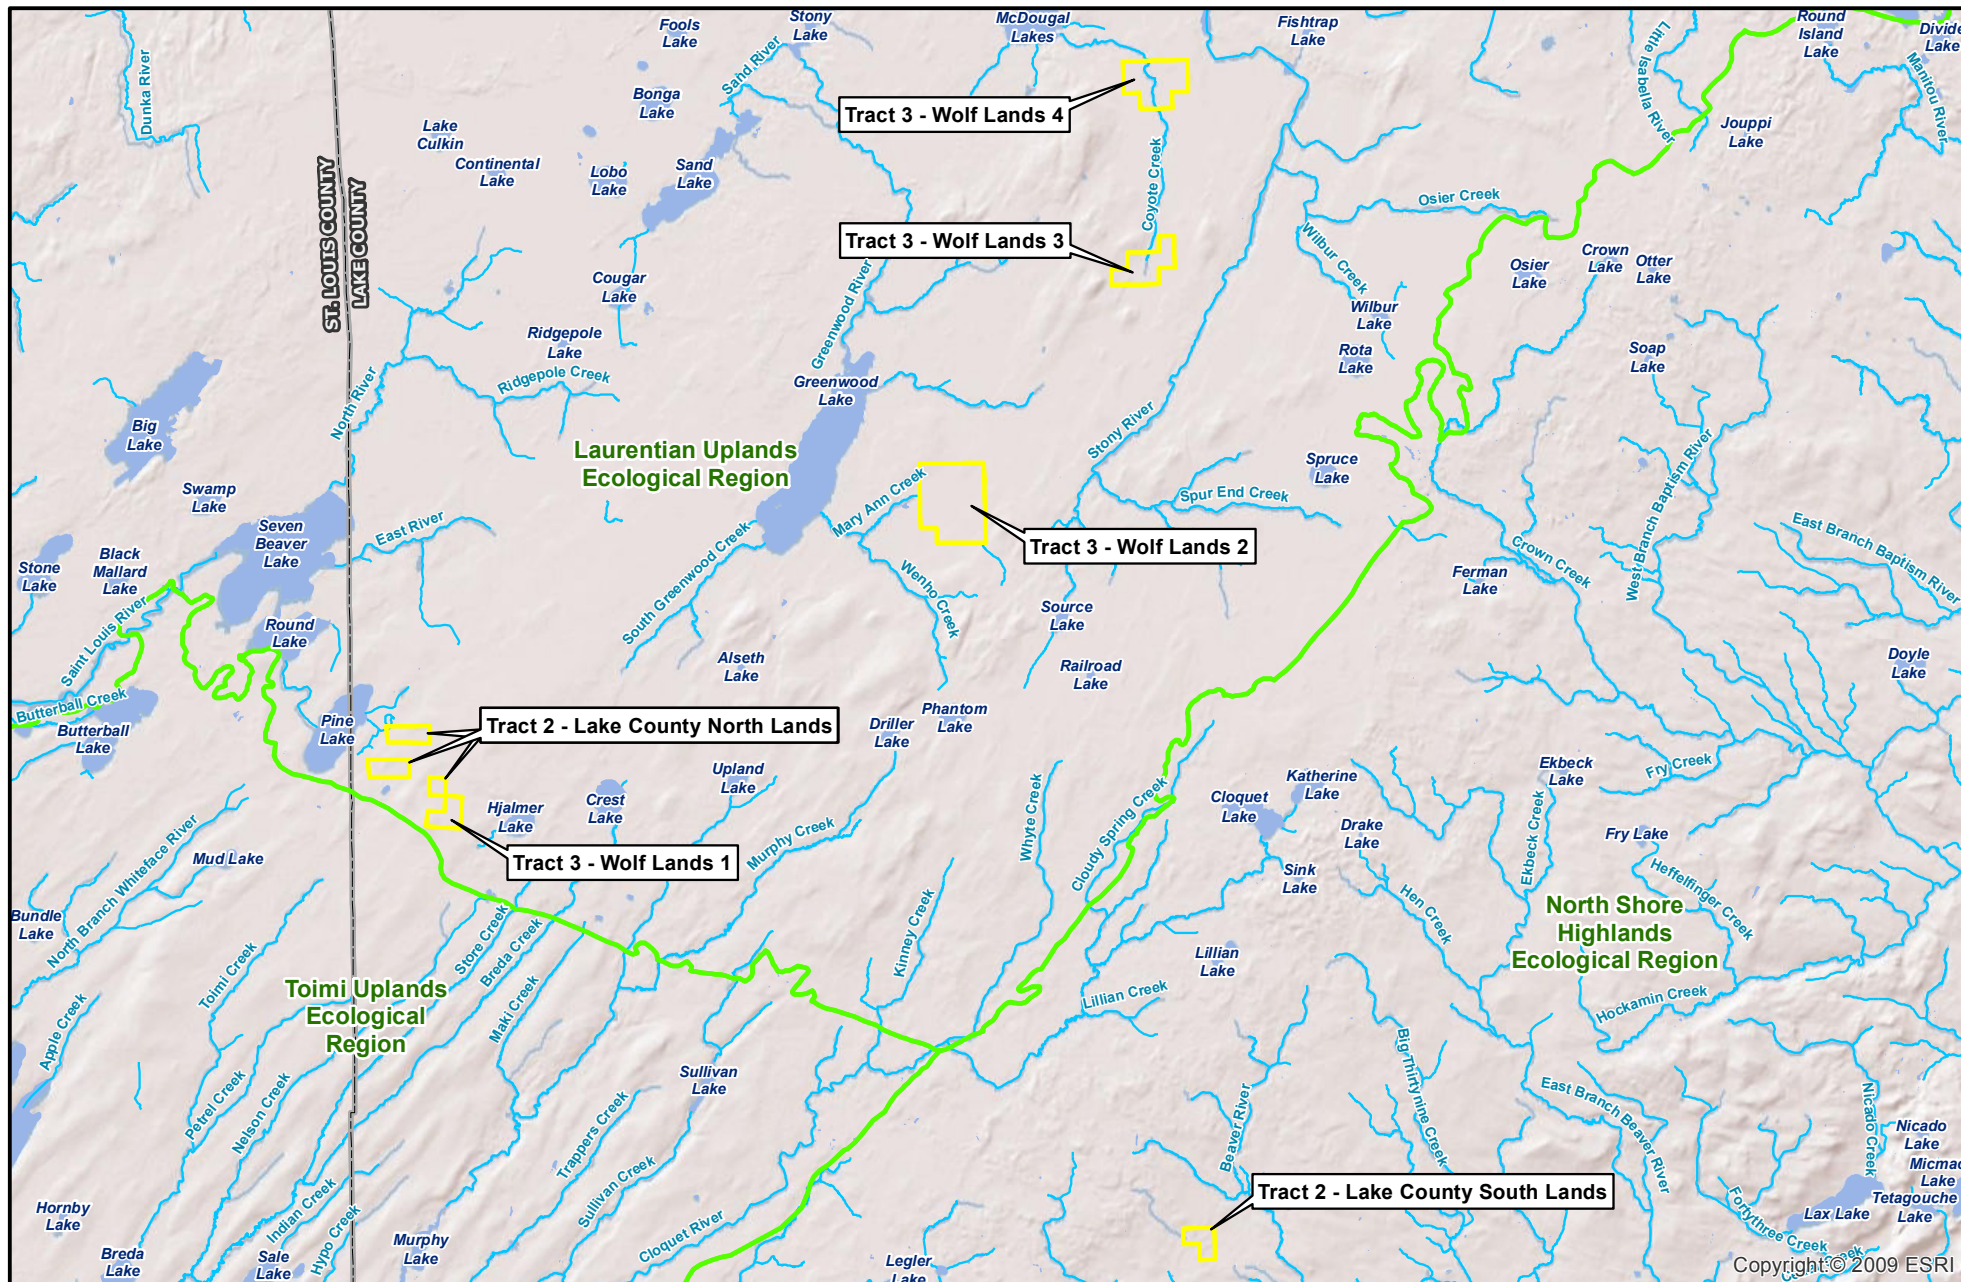 Fools
Lake
Stony
Lake
McDougal
Lakes
Fishtrap
Lake
Round
Island
Lake
Divide
Lake
Dunka River
Sand River
Little Isabella River
Manitou River
Bonga
Lake
Tract 3 - Wolf Lands 4
Jouppi
Lake
Lake
Culkin
Continental
Lake
Lobo
Lake
Sand
Lake
Coyote Creek
Osier Creek
ST. LOUIS COUNTY
LAKE COUNTY
Tract 3 - Wolf Lands 3
Wilbur Creek
Crown
Lake
Otter
Lake
Osier
Lake
Cougar
Lake
Greenwood River
Wilbur
Lake
Ridgepole
Lake
Rota
Lake
Soap
Lake
Ridgepole Creek
Greenwood
Lake
North River
Big
Lake
Stony River
Laurentian Uplands
Ecological Region
Spruce
Lake
West Branch Baptism River
Swamp
Lake
Mary Ann Creek
Spur End Creek
Seven
Beaver
Lake
East River
East Branch Baptism River
Tract 3 - Wolf Lands 2
Crown Creek
Stone
Lake
Black
Mallard
Lake
South Greenwood Creek
Wenho Creek
Ferman
Lake
Source
Lake
Round
Lake
Saint Louis River
Alseth
Lake
Railroad
Lake
Doyle
Lake
Butterball Creek
Butterball
Lake
Pine
Lake
Tract 2 - Lake County North Lands
Driller
Lake
Phantom
Lake
Upland
Lake
Ekbeck
Lake
Fry Creek
Katherine
Lake
Cloquet
Lake
Hjalmer
Lake
Crest
Lake
Whyte Creek
Cloudy Spring Creek
Drake
Lake
Fry Lake
Murphy Creek
Ekbeck Creek
North Branch Whiteface River
Mud Lake
Tract 3 - Wolf Lands 1
Sink
Lake
Heffelfinger Creek
Bundle
Lake
Hen Creek
North Shore
Highlands
Ecological Region
Store Creek
Breda Creek
Kinney Creek
Lillian
Lake
Toimi Creek
Toimi Uplands
Ecological
Region
Maki Creek
Lillian Creek
Hockamin Creek
Apple Creek
Sullivan
Lake
Big Thirtynine Creek
East Branch Beaver River
Petrel Creek
Nelson Creek
Trappers Creek
Beaver River
Nicado Creek
Nicado
Lake
Micmac
Lake
Tract 2 - Lake County South Lands
Tetagouche
Lake
Hornby
Lake
Indian Creek
Hypo Creek
Sullivan Creek
Lax Lake
Fortythree Creek
Murphy
Lake
Cloquet River
Breda
Lake
Sale
Lake
Legler
Lake
Creek
Copyright:© 2009 ESRI